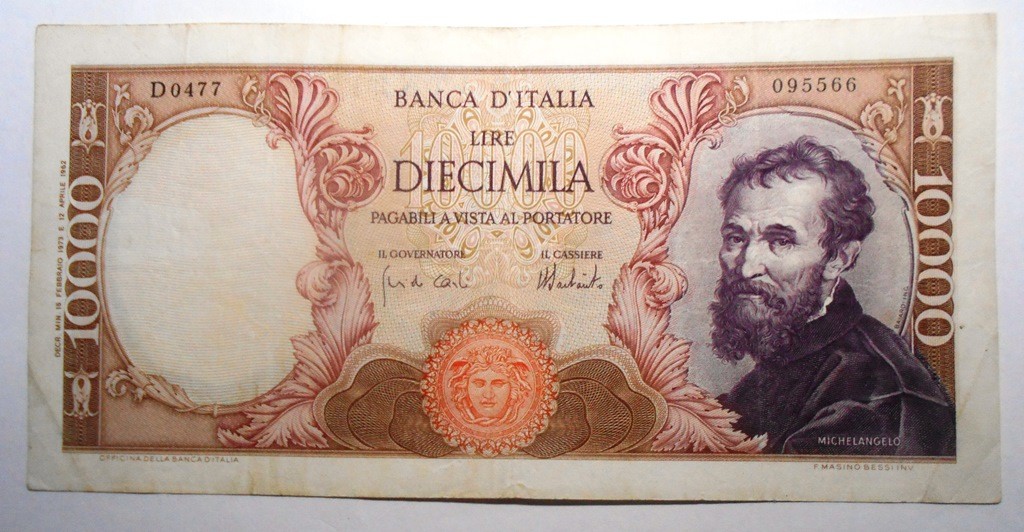 D0477
095566
BANCA D'ITALIA
10000
LIRE
DIECIMILA
PAGABILI A VISTA AL PORTATORE
IL GOVERNATORE
IL CASSIERE
10000
10000
DECR. MIN. 15 FEBBRAIO 1973 E 12 APRILE 1962
MICHELANGELO
OFFICINA DELLA BANCA D'ITALIA
F. MASINO BESSI INV.